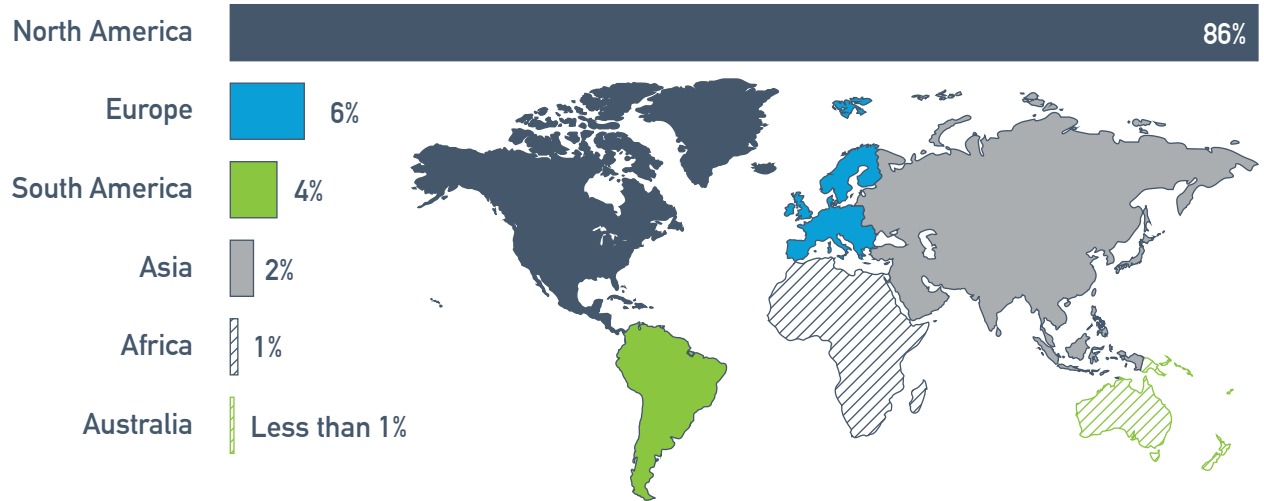 North America 86%
Europe 6%
South America 4%
Asia 2%
Africa 1%
Australia Less than 1%